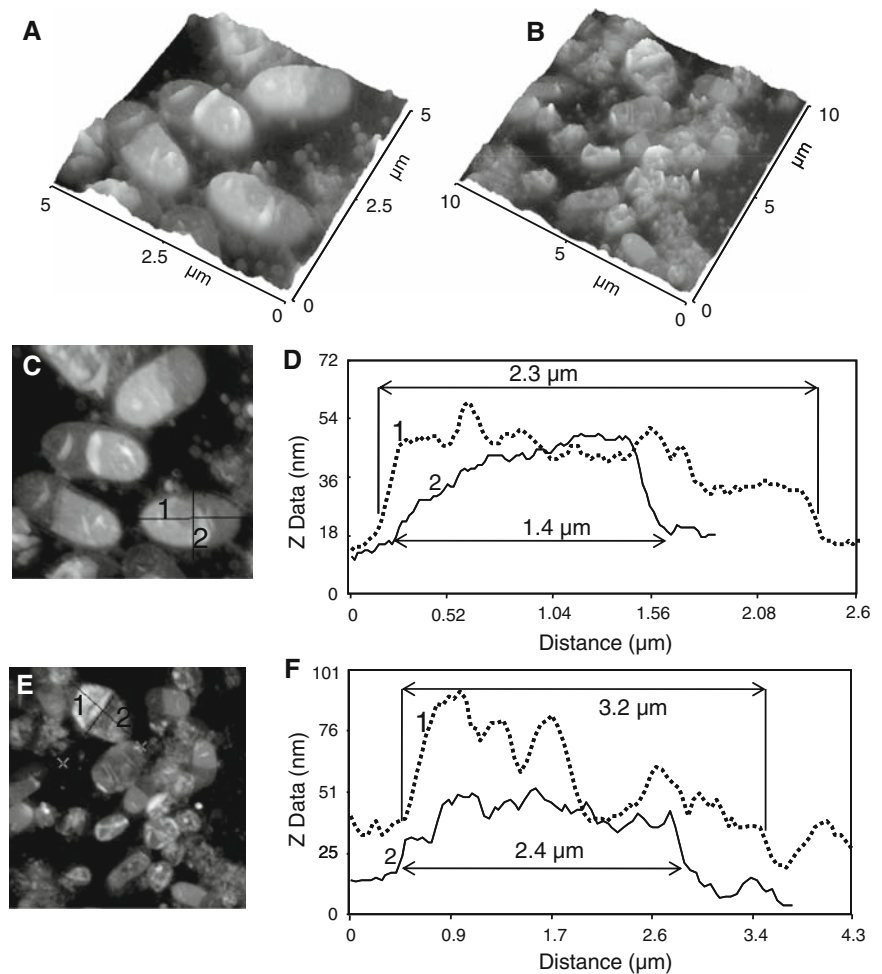 A
5
2.5
0
µm
0
2.5
5
µm
B
10
5
0
µm
0
5
10
µm
C
1
2
D
72
54
36
18
0
Z Data (nm)
2.3 µm
1
2
1.4 µm
0 0.52 1.04 1.56 2.08 2.6
Distance (µm)
E
1
2
F
101
76
51
25
0
Z Data (nm)
3.2 µm
1
2
2.4 µm
0 0.9 1.7 2.6 3.4 4.3
Distance (µm)